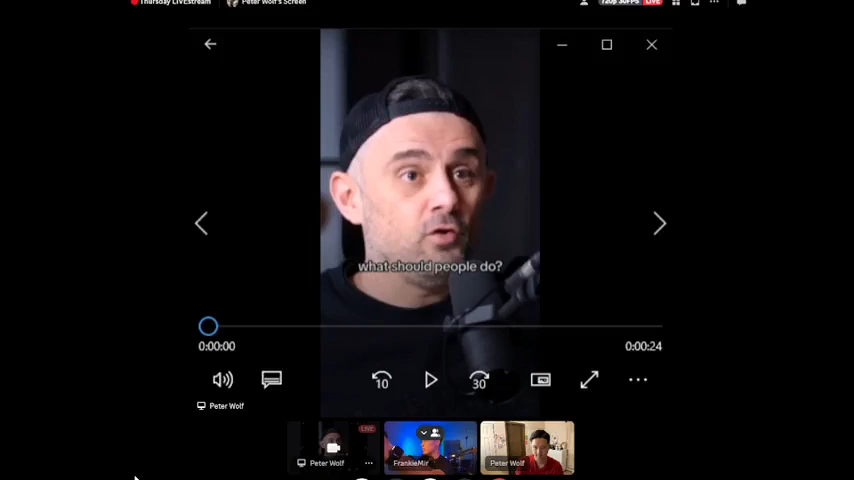 Thursday LIVEstream
Peter Wolf's Screen
720p 30FPS LIVE
what should people do?
0:00:00
0:00:24
10
30
Peter Wolf
LIVE
Peter Wolf
FrankieMir
Peter Wolf